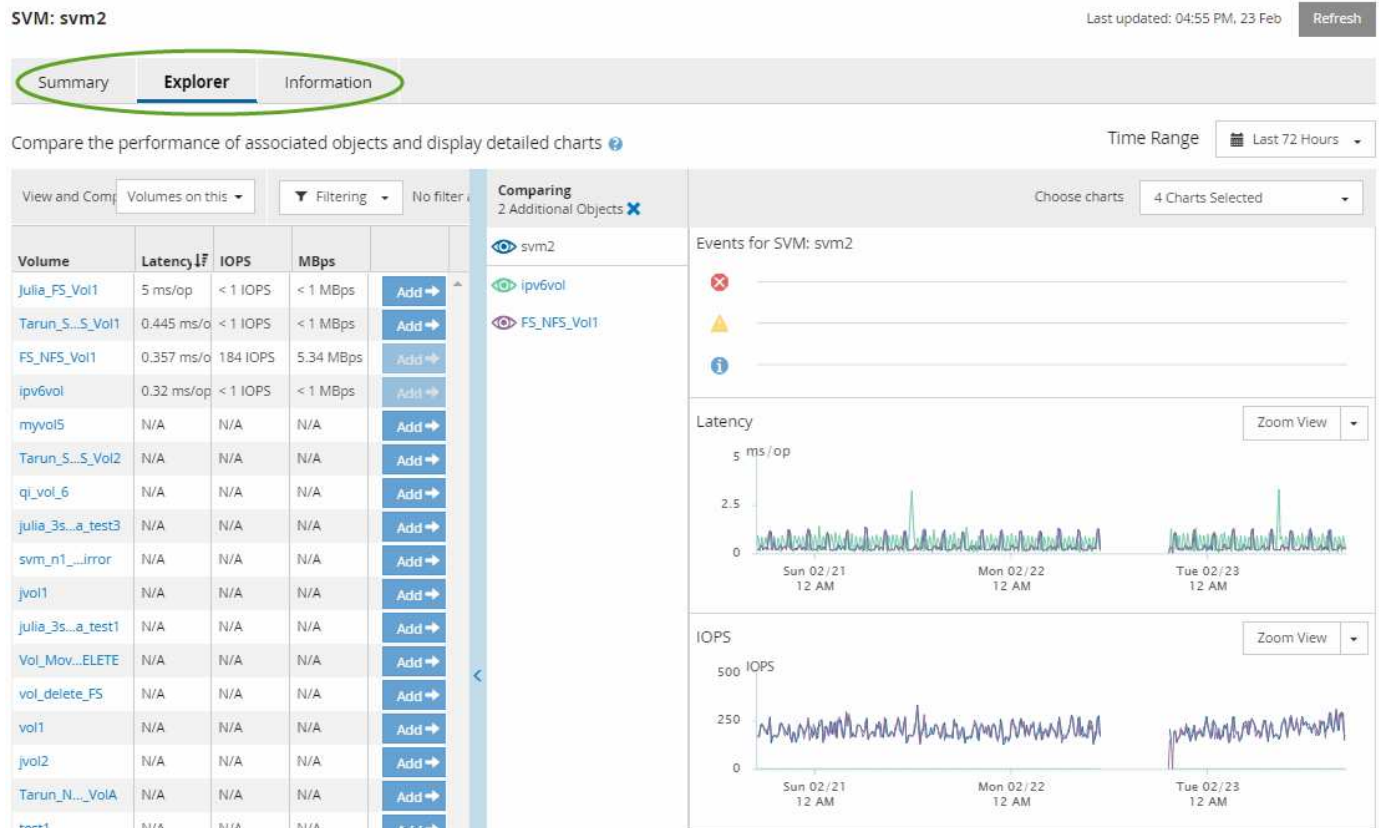 SVM: svm2
Last updated: 04:55 PM, 23 Feb Refresh
Summary Explorer Information
Compare the performance of associated objects and display detailed charts ?
Time Range Last 72 Hours
View and Comp Volumes on this Filtering No filter
Comparing
2 Additional Objects
Choose charts 4 Charts Selected
Volume Latency IOPS MBps
Julia_FS_Vol1 5 ms/op < 1 IOPS < 1 MBps Add
Tarun_S...S_Vol1 0.445 ms/o < 1 IOPS < 1 MBps Add
FS_NFS_Vol1 0.357 ms/o 184 IOPS 5.34 MBps Add
ipv6vol 0.32 ms/op < 1 IOPS < 1 MBps Add
myvol5 N/A N/A N/A Add
Tarun_S...S_Vol2 N/A N/A N/A Add
qi_vol_6 N/A N/A N/A Add
julia_3s...a_test3 N/A N/A N/A Add
svm_n1_...irror N/A N/A N/A Add
jvol1 N/A N/A N/A Add
julia_3s...a_test1 N/A N/A N/A Add
Vol_Mov...ELETE N/A N/A N/A Add
vol_delete_FS N/A N/A N/A Add
vol1 N/A N/A N/A Add
jvol2 N/A N/A N/A Add
Tarun_N..._VolA N/A N/A N/A Add
svm2
ipv6vol
FS_NFS_Vol1
Events for SVM: svm2
Latency Zoom View
ms/op
5
2.5
0
Sun 02/21 Mon 02/22 Tue 02/23
12 AM 12 AM 12 AM
IOPS Zoom View
IOPS
500
250
0
Sun 02/21 Mon 02/22 Tue 02/23
12 AM 12 AM 12 AM